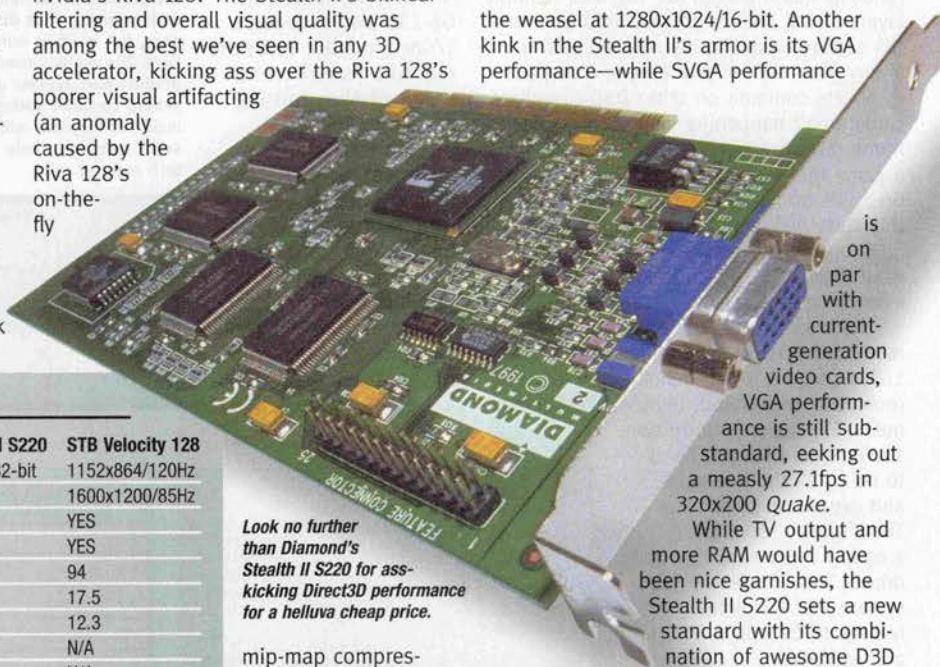 nVidia's Riva 128. The Stealth II's bilinear
filtering and overall visual quality was
among the best we've seen in any 3D
accelerator, kicking ass over the Riva 128's
poorer visual artifacting
(an anomaly
caused by the
Riva 128's
on-the-
fly
mip-map compres-
the weasel at 1280x1024/16-bit. Another
kink in the Stealth II's armor is its VGA
performance—while SVGA performance
is
on
par
with
current-
generation
video cards,
VGA perform-
ance is still sub-
standard, eeking out
a measly 27.1fps in
320x200 Quake.
While TV output and
more RAM would have
been nice garnishes, the
Stealth II S220 sets a new
standard with its combi-
nation of awesome D3D
Look no further
than Diamond's
Stealth II S220 for ass-
kicking Direct3D performance
for a helluva cheap price.
S220 STB Velocity 128
2-bit 1152x864/120Hz
1600x1200/85Hz
YES
YES
94
17.5
12.3
N/A
N/A
DIAMOND
MULTIMEDIA
© 1997
2
FEATURE CONNECTOR
25
CE
R